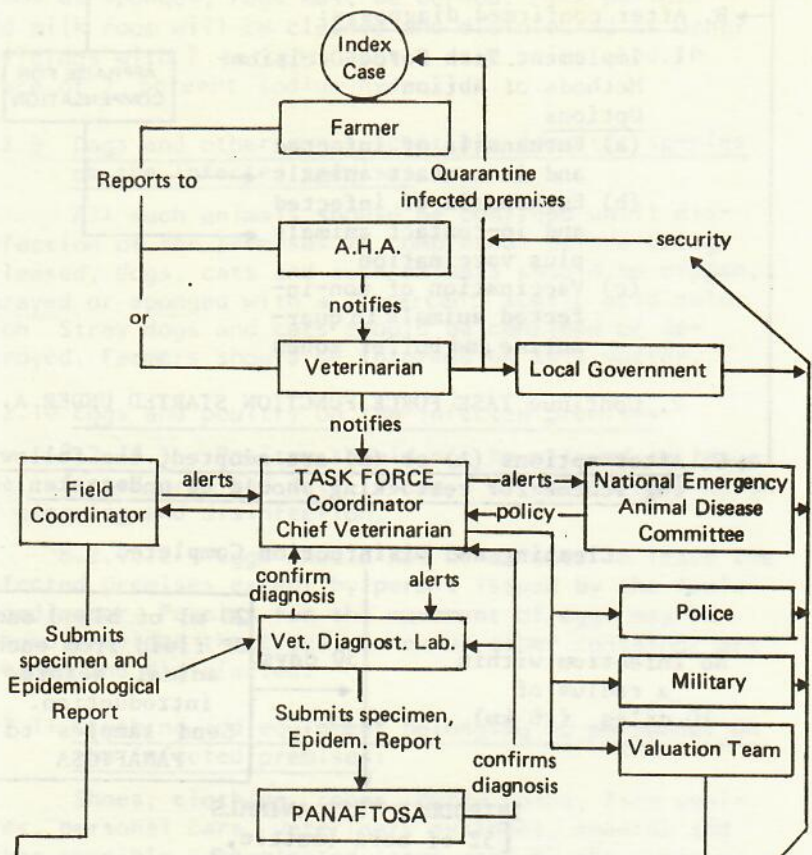 Index
Case
Farmer
Reports to
Quarantine
infected premises
A.H.A.
security
notifies
or
Veterinarian
Local Government
notifies
Field
Coordinator
alerts
TASK FORCE
Coordinator
Chief Veterinarian
alerts
policy
National Emergency
Animal Disease
Committee
confirm
diagnosis
alerts
Police
Submits
specimen and
Epidemiological
Report
Vet. Diagnost. Lab.
Military
Submits specimen,
Epidem. Report
Valuation Team
confirms
diagnosis
PANAFTOSA